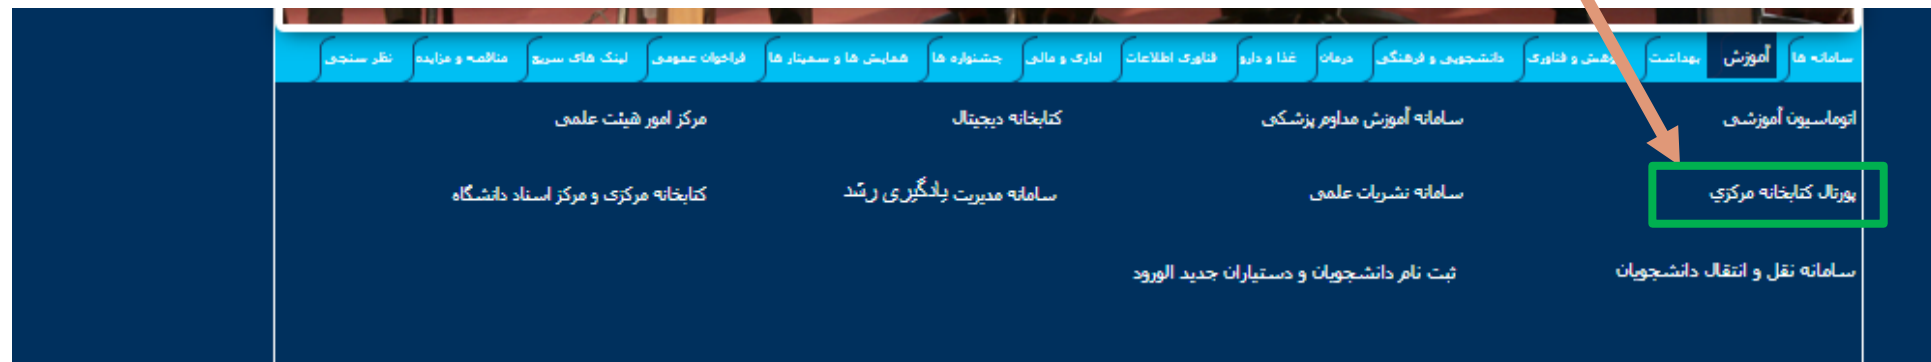 سامانه ها آموزش بهداشت وهش و فناوری دانشجویی و فرهنگی درمان غذا و دارو فناوری اطلاعات اداری و مالی جشنواره ها همایش ها و سمینار ها فراخوان عمومی لینک های سریع مناقصه و مزایده نظر سنجی
اتوماسیون آموزشی سامانه آموزش مداوم پزشکی کتابخانه دیجیتال مرکز امور هیئت علمی
پورتال کتابخانه مرکزي سامانه نشریات علمی سامانه مدیریت یادگیری رشد کتابخانه مرکزی و مرکز اسناد دانشگاه
سامانه نقل و انتقال دانشجویان ثبت نام دانشجویان و دستیاران جدید الورود